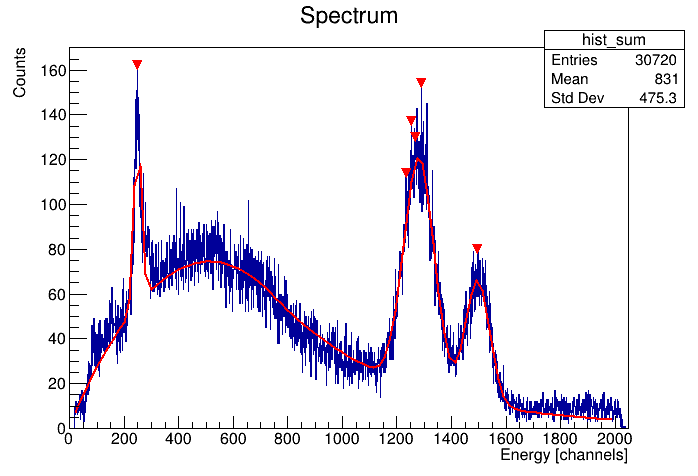 Spectrum
hist_sum
Entries 30720
Mean 831
Std Dev 475.3
Counts
160
140
120
100
80
60
40
20
0
0 200 400 600 800 1000 1200 1400 1600 1800 2000
Energy [channels]